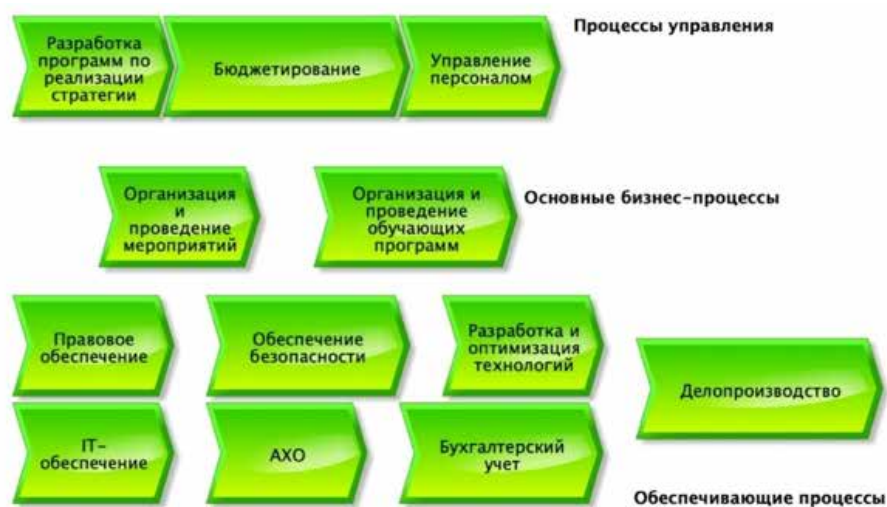 Процессы управления
Разработка
программ по
реализации
стратегии
Бюджетирование
Управление
персоналом
Основные бизнес-процессы
Организация
и
проведение
мероприятий
Организация и
проведение
обучающих
программ
Правовое
обеспечение
Обеспечение
безопасности
Разработка и
оптимизация
технологий
Делопроизводство
IT-
обеспечение
АХО
Бухгалтерский
учет
Обеспечивающие процессы